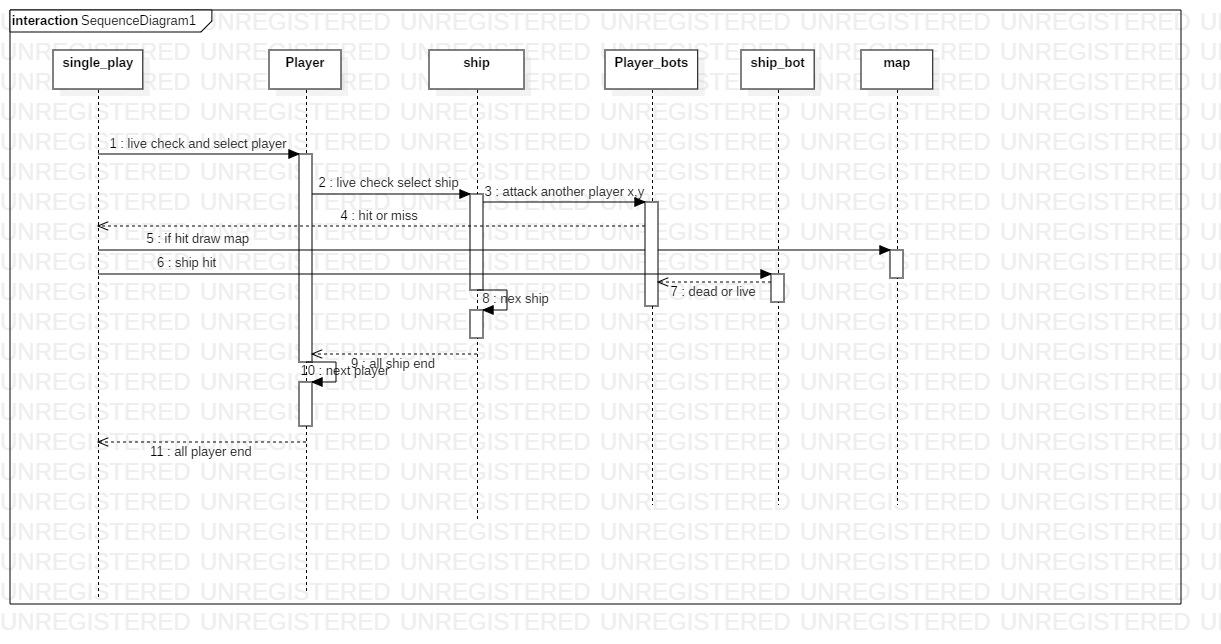 interaction SequenceDiagram1
single_play
Player
ship
Player_bots
ship_bot
map
1 : live check and select player
2 : live check select ship
3 : attack another player x,y
4 : hit or miss
5 : if hit draw map
6 : ship hit
7 : dead or live
8 : nex ship
9 : all ship end
10 : next player
11 : all player end
UNREGISTERED